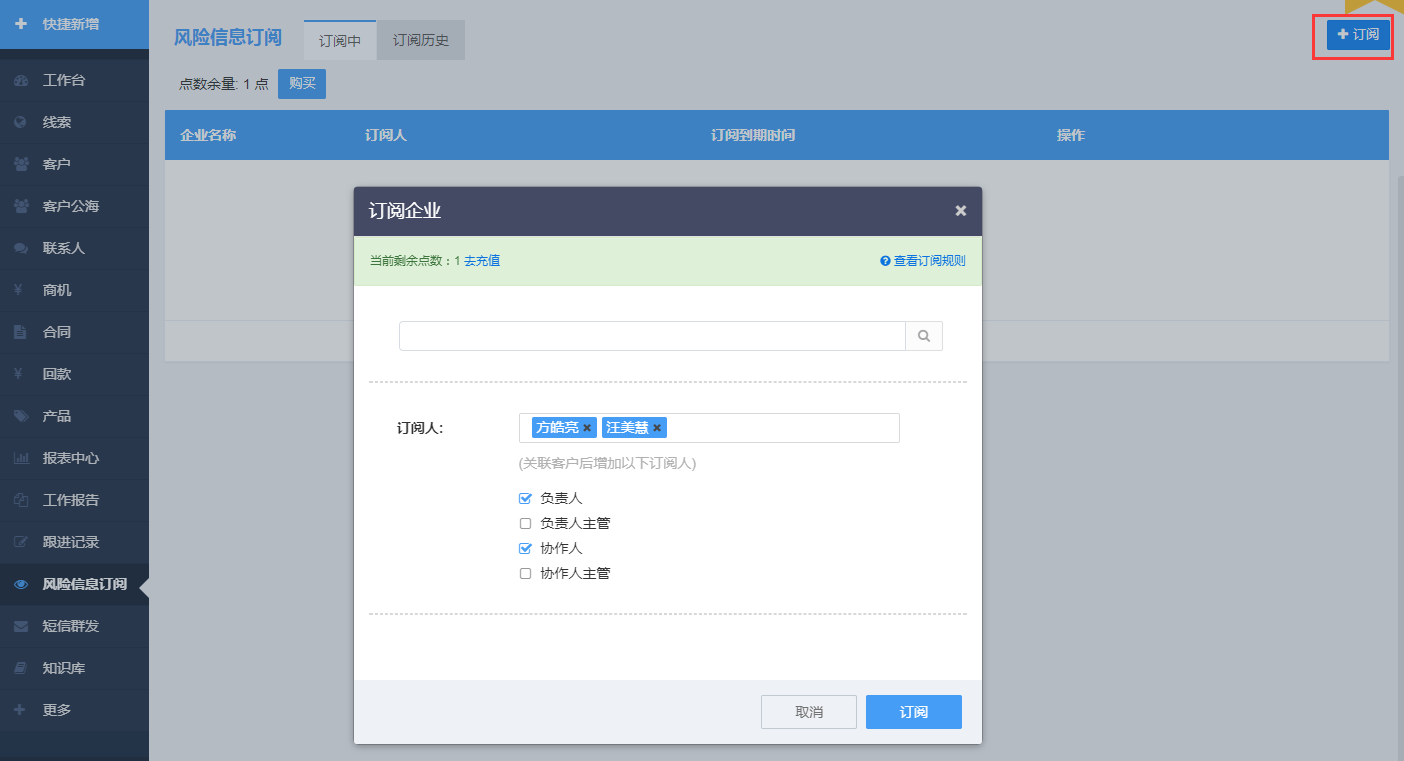 快捷新增
工作台
线索
客户
客户公海
联系人
¥ 商机
合同
¥ 回款
产品
报表中心
工作报告
跟进记录
风险信息订阅
短信群发
知识库
更多
风险信息订阅
订阅中
订阅历史
订阅
点数余量: 1 点
购买
企业名称 订阅人 订阅到期时间 操作
订阅企业
当前剩余点数：1 去充值
查看订阅规则
订阅人:
方皓亮 汪美慧
(关联客户后增加以下订阅人)
负责人
负责人主管
协作人
协作人主管
取消
订阅